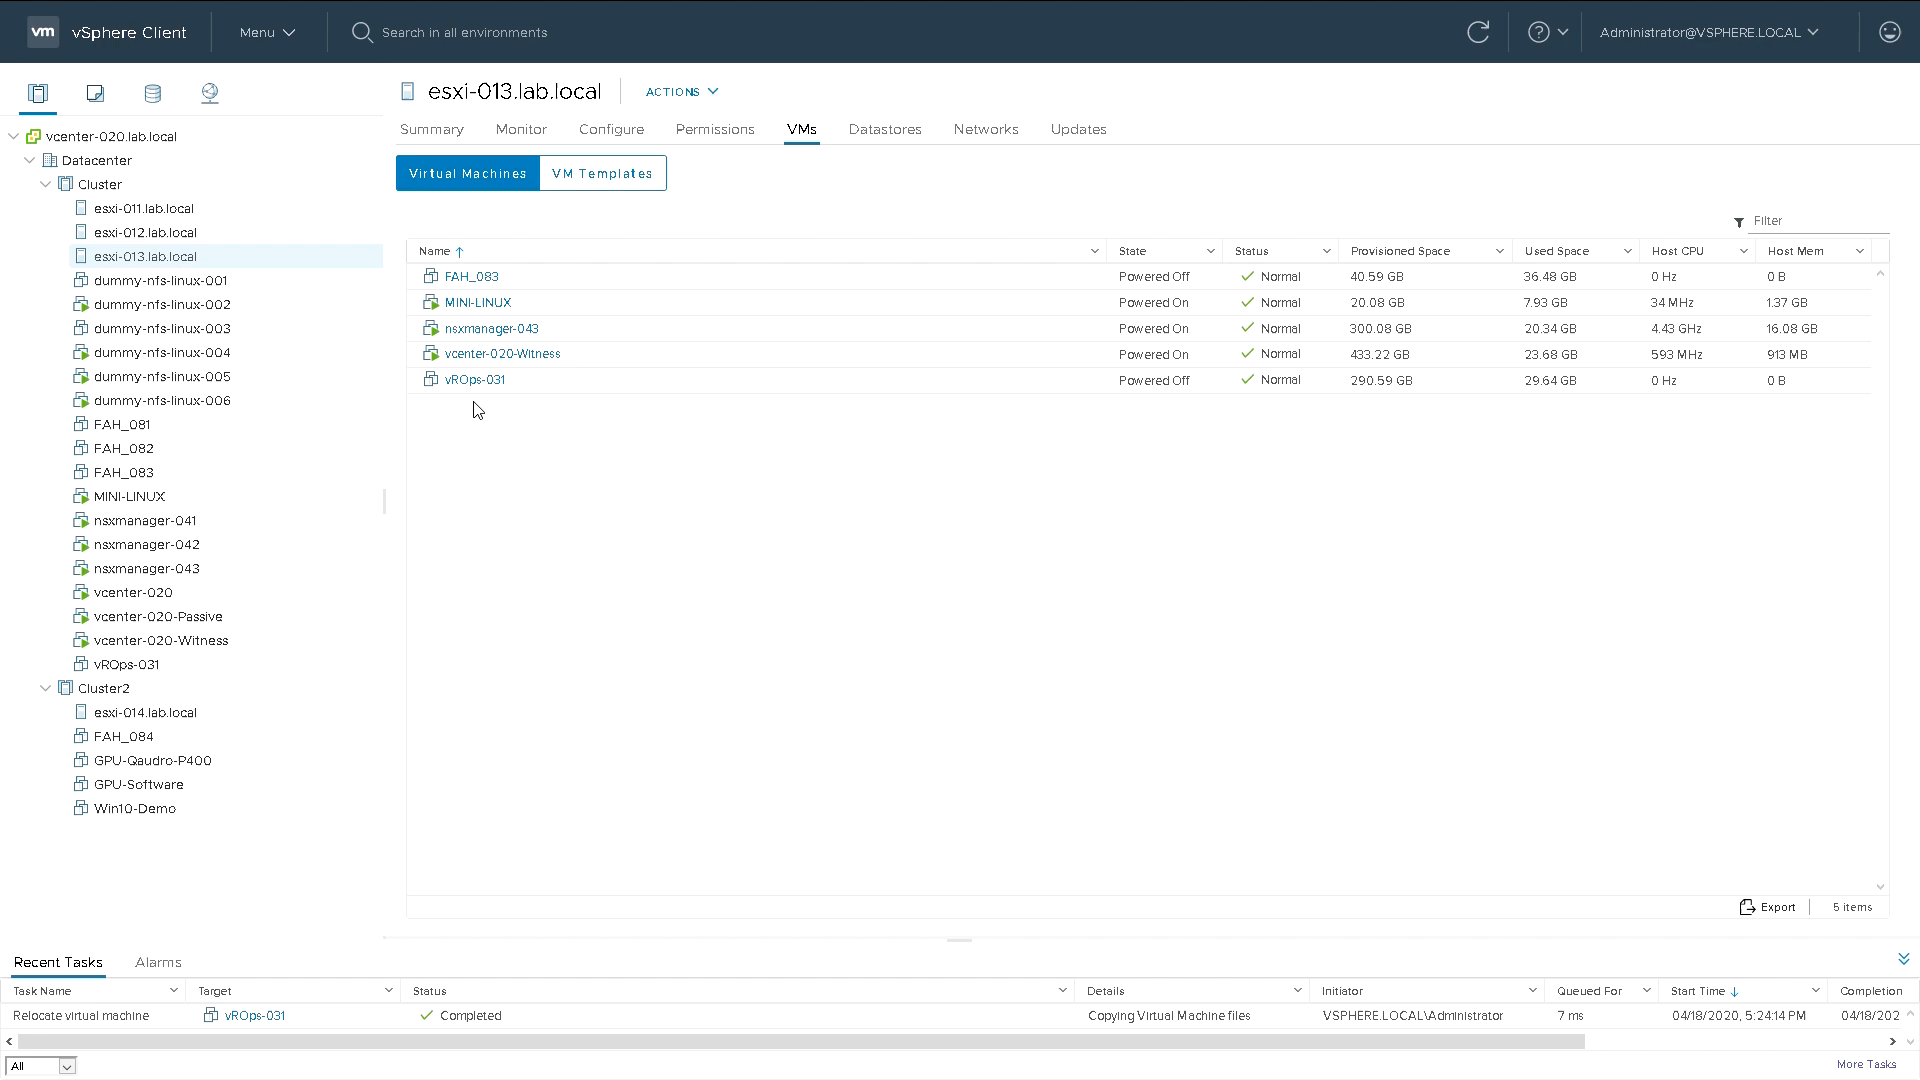 vm vSphere Client Menu Search in all environments Administrator@VSPHERE.LOCAL
esxi-013.lab.local ACTIONS
Summary Monitor Configure Permissions VMs Datastores Networks Updates
Virtual Machines VM Templates
vcenter-020.lab.local
Datacenter
Cluster
esxi-011.lab.local
esxi-012.lab.local
esxi-013.lab.local
dummy-nfs-linux-001
dummy-nfs-linux-002
dummy-nfs-linux-003
dummy-nfs-linux-004
dummy-nfs-linux-005
dummy-nfs-linux-006
FAH_081
FAH_082
FAH_083
MINI-LINUX
nsxmanager-041
nsxmanager-042
nsxmanager-043
vcenter-020
vcenter-020-Passive
vcenter-020-Witness
vROps-031
Cluster2
esxi-014.lab.local
FAH_084
GPU-Qaudro-P400
GPU-Software
Win10-Demo
Filter
Name State Status Provisioned Space Used Space Host CPU Host Mem
FAH_083 Powered Off Normal 40.59 GB 36.48 GB 0 Hz 0 B
MINI-LINUX Powered On Normal 20.08 GB 7.93 GB 34 MHz 1.37 GB
nsxmanager-043 Powered On Normal 300.08 GB 20.34 GB 4.43 GHz 16.08 GB
vcenter-020-Witness Powered On Normal 433.22 GB 23.68 GB 593 MHz 913 MB
vROps-031 Powered Off Normal 290.59 GB 29.64 GB 0 Hz 0 B
Export 5 items
Recent Tasks Alarms
Task Name Target Status Details Initiator Queued For Start Time Completion
Relocate virtual machine vROps-031 Completed Copying Virtual Machine files VSPHERE.LOCAL\Administrator 7 ms 04/18/2020, 5:24:14 PM 04/18/202
All More Tasks